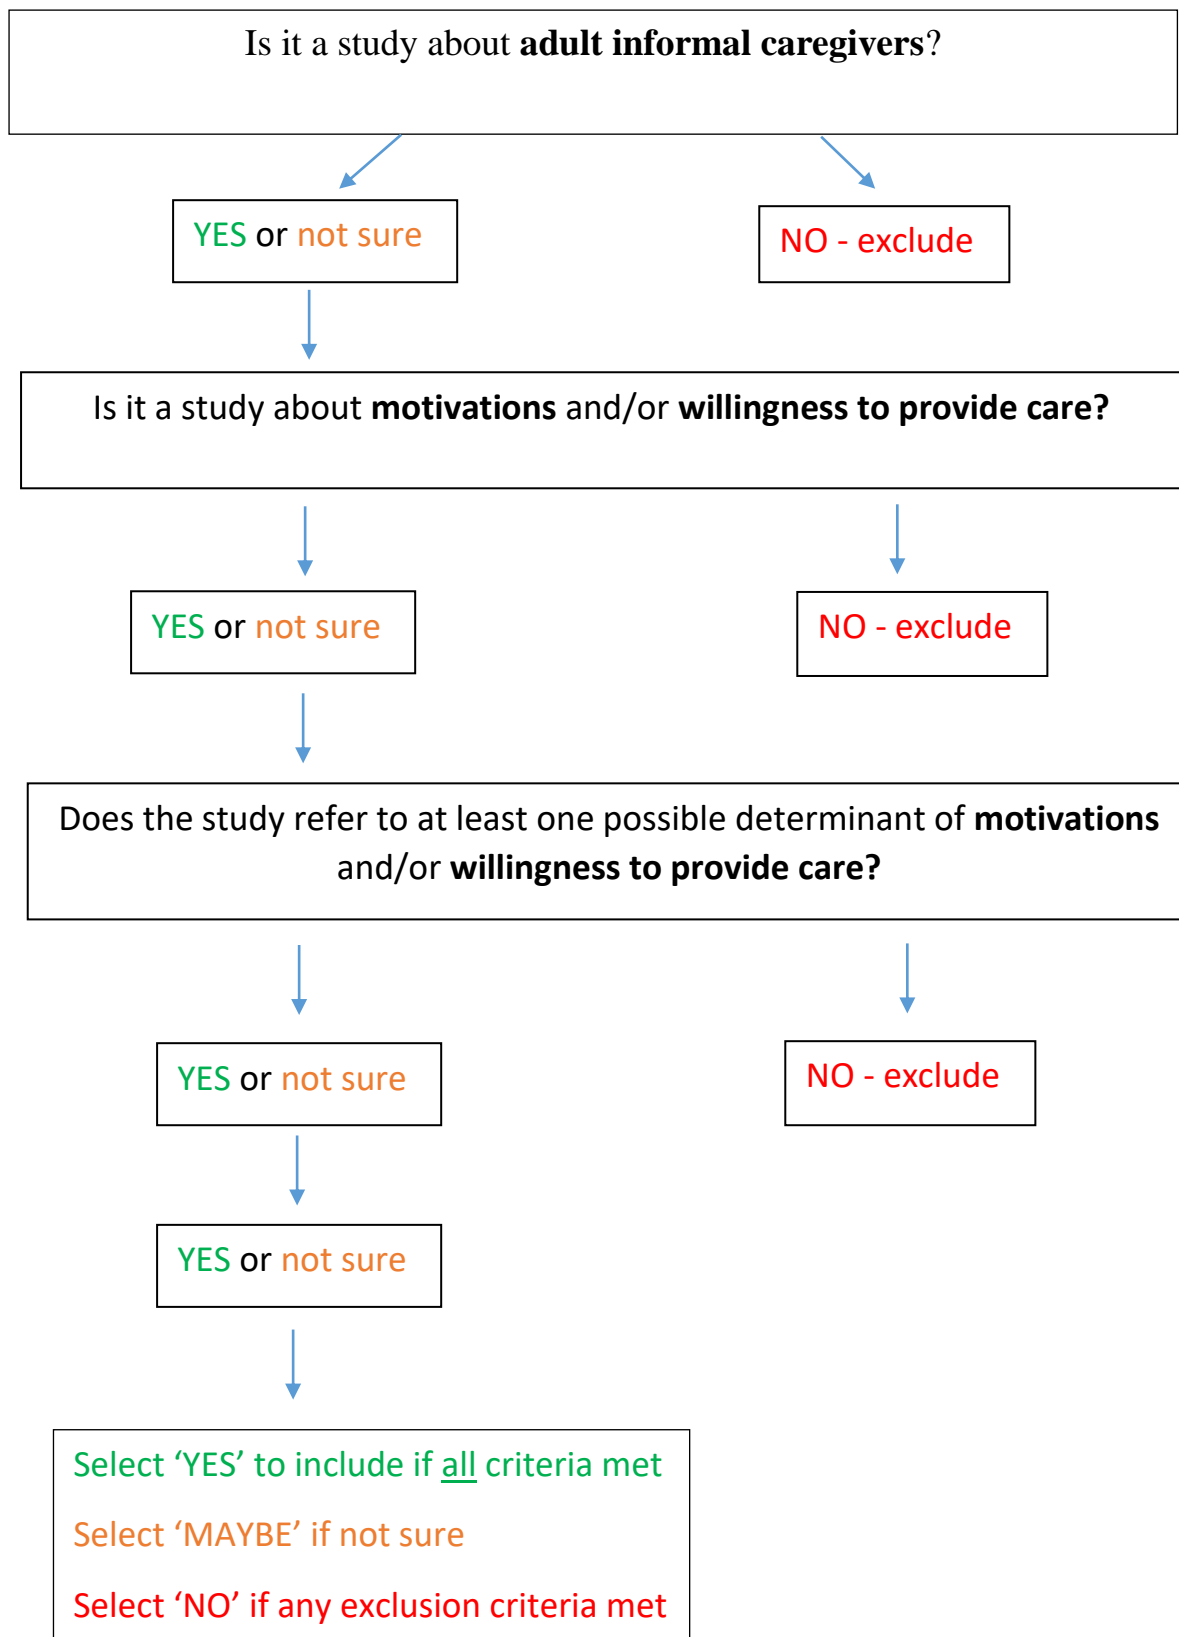 Is it a study about adult informal caregivers?
YES or not sure
NO - exclude
Is it a study about motivations and/or willingness to provide care?
YES or not sure
NO - exclude
Does the study refer to at least one possible determinant of motivations
and/or willingness to provide care?
YES or not sure
NO - exclude
YES or not sure
Select ‘YES’ to include if all criteria met
Select ‘MAYBE’ if not sure
Select ‘NO’ if any exclusion criteria met